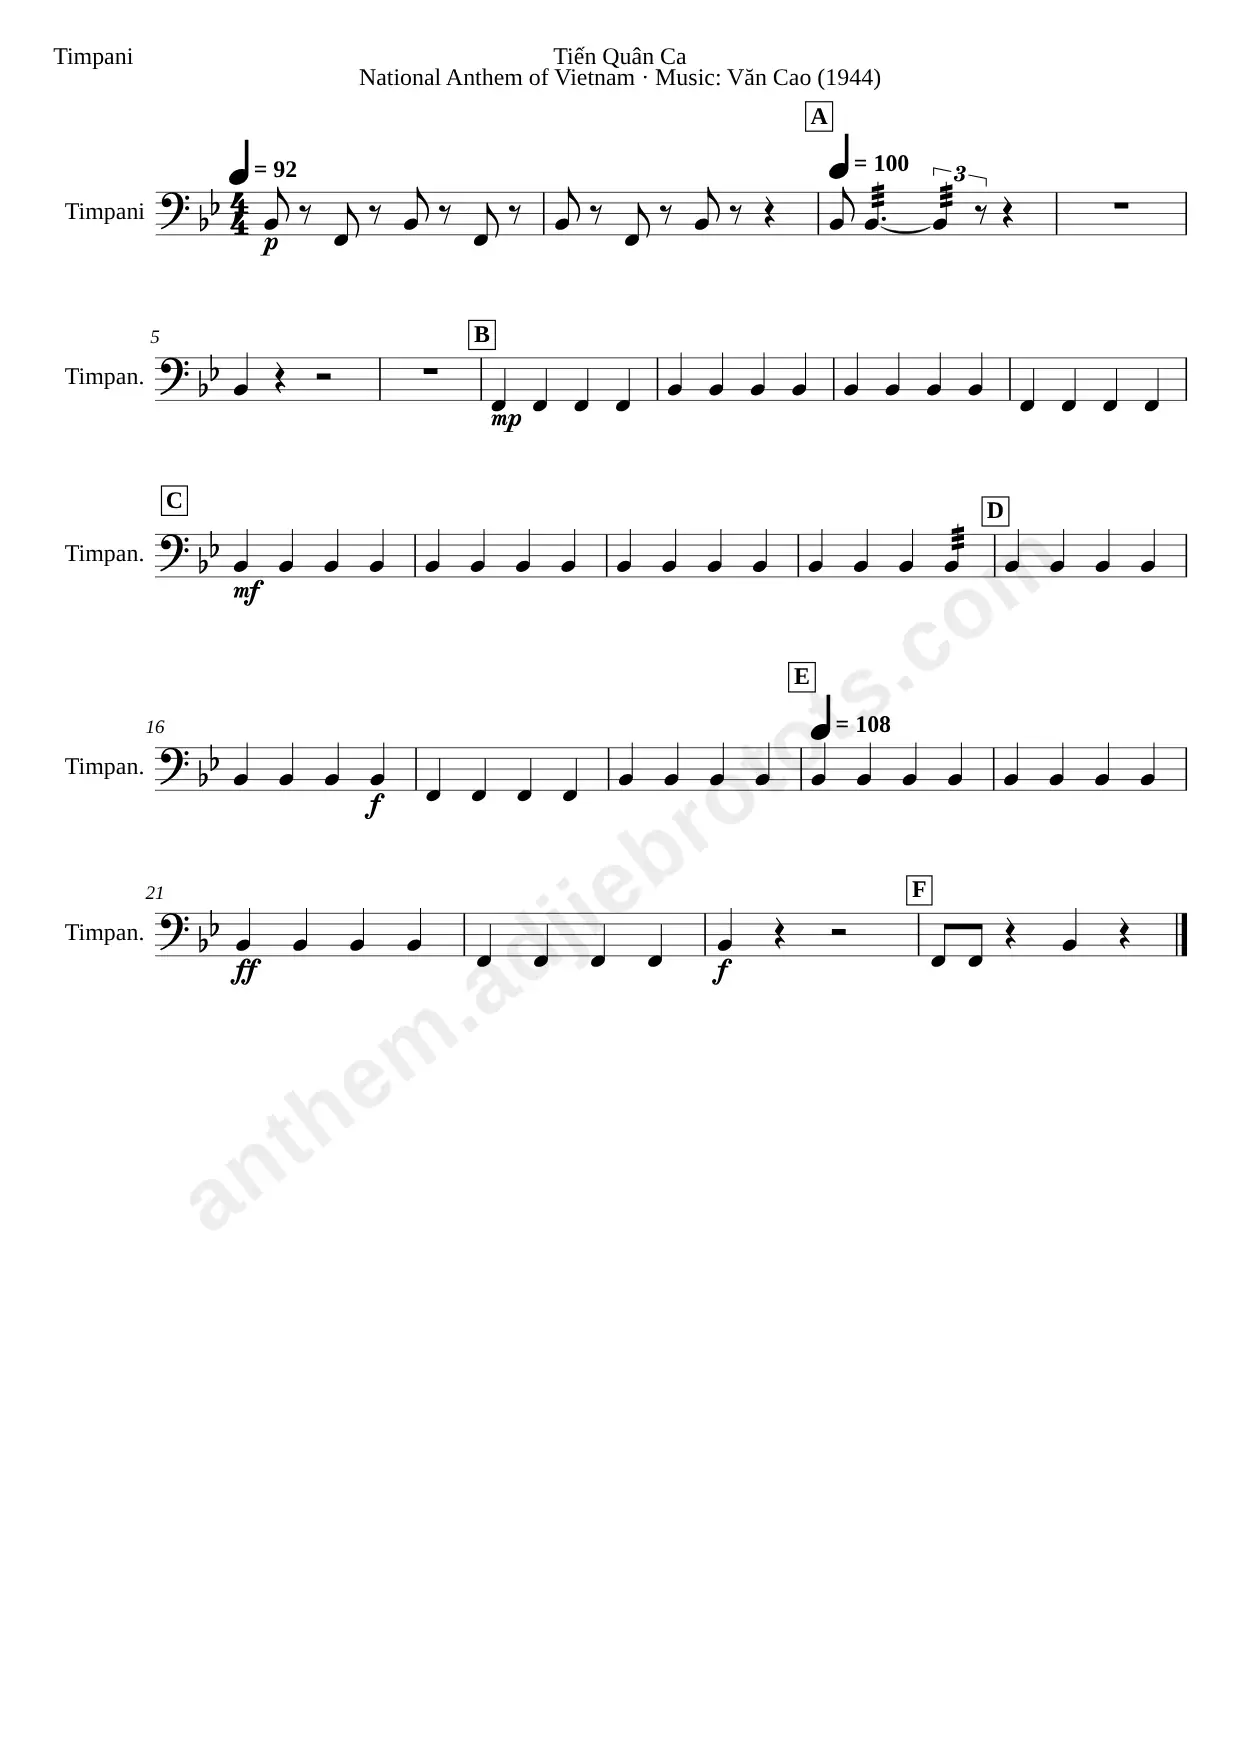 Timpani
Tiến Quân Ca
National Anthem of Vietnam · Music: Văn Cao (1944)
A
= 92
= 100
3
Timpani
4
4
p
5
B
Timpan.
mp
C
D
Timpan.
mf
E
16
= 108
Timpan.
f
21
F
Timpan.
ff
f
anthem.adjiebrotots.com